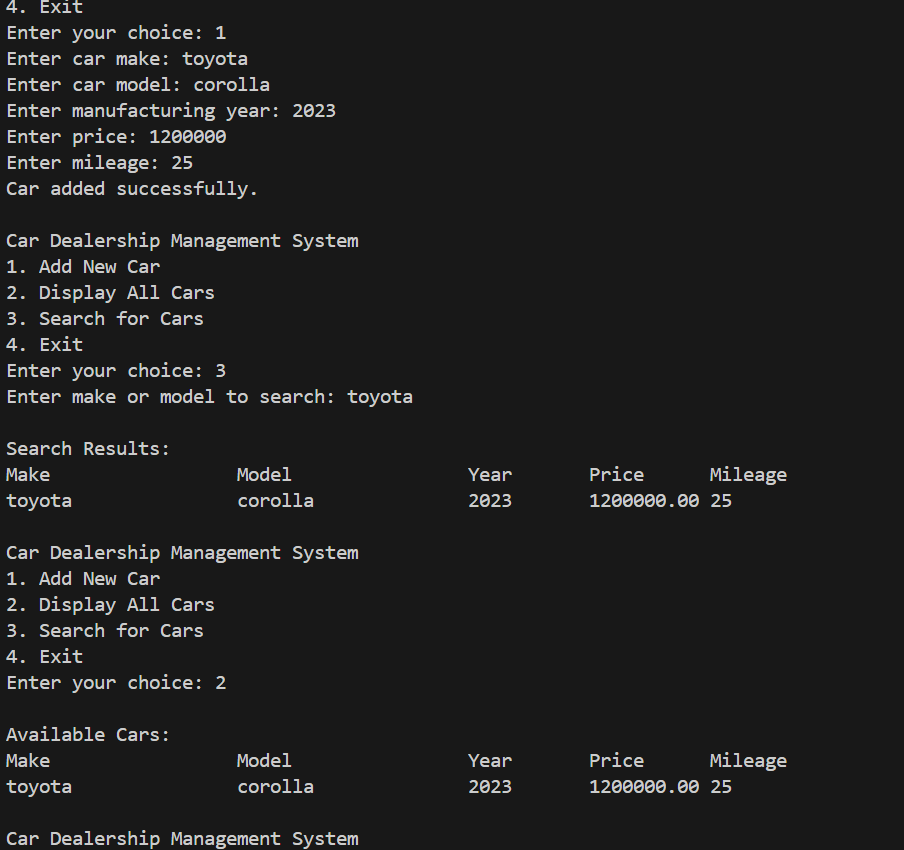 4. Exit
Enter your choice: 1
Enter car make: toyota
Enter car model: corolla
Enter manufacturing year: 2023
Enter price: 1200000
Enter mileage: 25
Car added successfully.

Car Dealership Management System
1. Add New Car
2. Display All Cars
3. Search for Cars
4. Exit
Enter your choice: 3
Enter make or model to search: toyota

Search Results:
Make                 Model                Year       Price      Mileage
toyota               corolla              2023       1200000.00 25

Car Dealership Management System
1. Add New Car
2. Display All Cars
3. Search for Cars
4. Exit
Enter your choice: 2

Available Cars:
Make                 Model                Year       Price      Mileage
toyota               corolla              2023       1200000.00 25

Car Dealership Management System